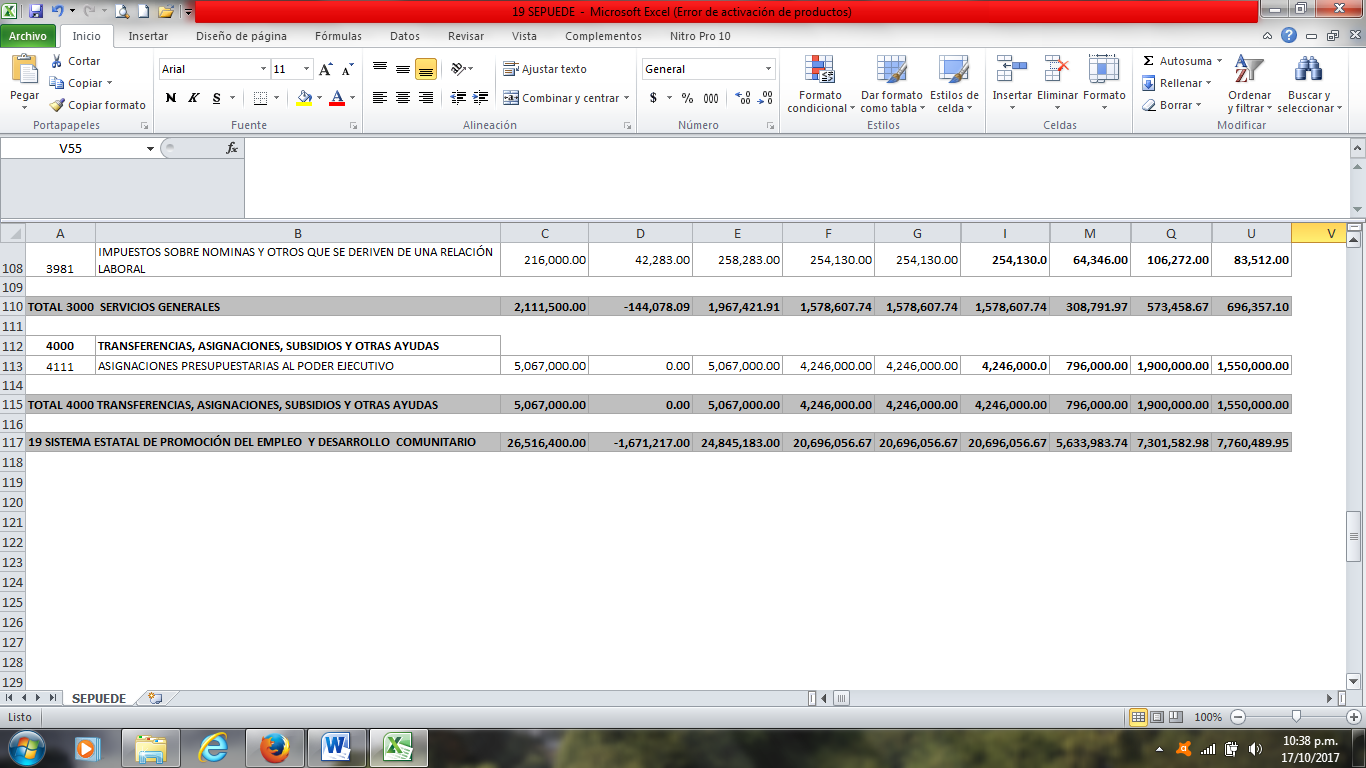 19 SEPUEDE - Microsoft Excel (Error de activación de productos)
Archivo Inicio Insertar Diseño de página Fórmulas Datos Revisar Vista Complementos Nitro Pro 10
Pegar
Cortar
Copiar
Copiar formato
Portapapeles
Arial 11
N K S
Fuente
Ajustar texto
Combinar y centrar
Alineación
General
$ % 000
Número
Formato condicional
Dar formato como tabla
Estilos de celda
Estilos
Insertar Eliminar Formato
Celdas
Autosuma
Rellenar
Borrar
Ordenar y filtrar
Buscar y seleccionar
Modificar
V55 fx
A B C D E F G I M Q U V
108 3981 IMPUESTOS SOBRE NOMINAS Y OTROS QUE SE DERIVEN DE UNA RELACIÓN LABORAL 216,000.00 42,283.00 258,283.00 254,130.00 254,130.00 254,130.0 64,346.00 106,272.00 83,512.00
109
110 TOTAL 3000 SERVICIOS GENERALES 2,111,500.00 -144,078.09 1,967,421.91 1,578,607.74 1,578,607.74 1,578,607.74 308,791.97 573,458.67 696,357.10
111
112 4000 TRANSFERENCIAS, ASIGNACIONES, SUBSIDIOS Y OTRAS AYUDAS
113 4111 ASIGNACIONES PRESUPUESTARIAS AL PODER EJECUTIVO 5,067,000.00 0.00 5,067,000.00 4,246,000.00 4,246,000.00 4,246,000.0 796,000.00 1,900,000.00 1,550,000.00
114
115 TOTAL 4000 TRANSFERENCIAS, ASIGNACIONES, SUBSIDIOS Y OTRAS AYUDAS 5,067,000.00 0.00 5,067,000.00 4,246,000.00 4,246,000.00 4,246,000.00 796,000.00 1,900,000.00 1,550,000.00
116
117 19 SISTEMA ESTATAL DE PROMOCIÓN DEL EMPLEO Y DESARROLLO COMUNITARIO 26,516,400.00 -1,671,217.00 24,845,183.00 20,696,056.67 20,696,056.67 20,696,056.67 5,633,983.74 7,301,582.98 7,760,489.95
118
119
120
121
122
123
124
125
126
127
128
129
SEPUEDE
Listo 100%
10:38 p.m.
17/10/2017